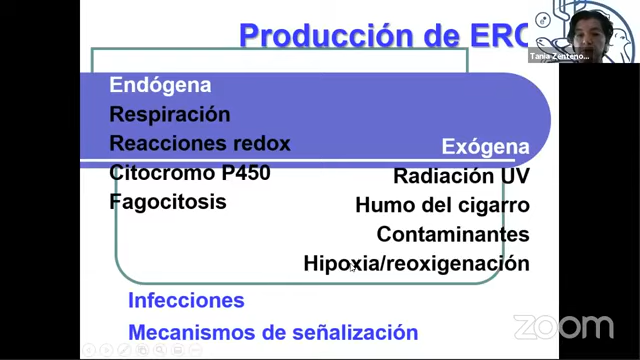 Producción de ERO
Tania Zenteno...
Endógena
Respiración
Reacciones redox
Citocromo P450
Fagocitosis
Exógena
Radiación UV
Humo del cigarro
Contaminantes
Hipoxia/reoxigenación
Infecciones
Mecanismos de señalización
zoom